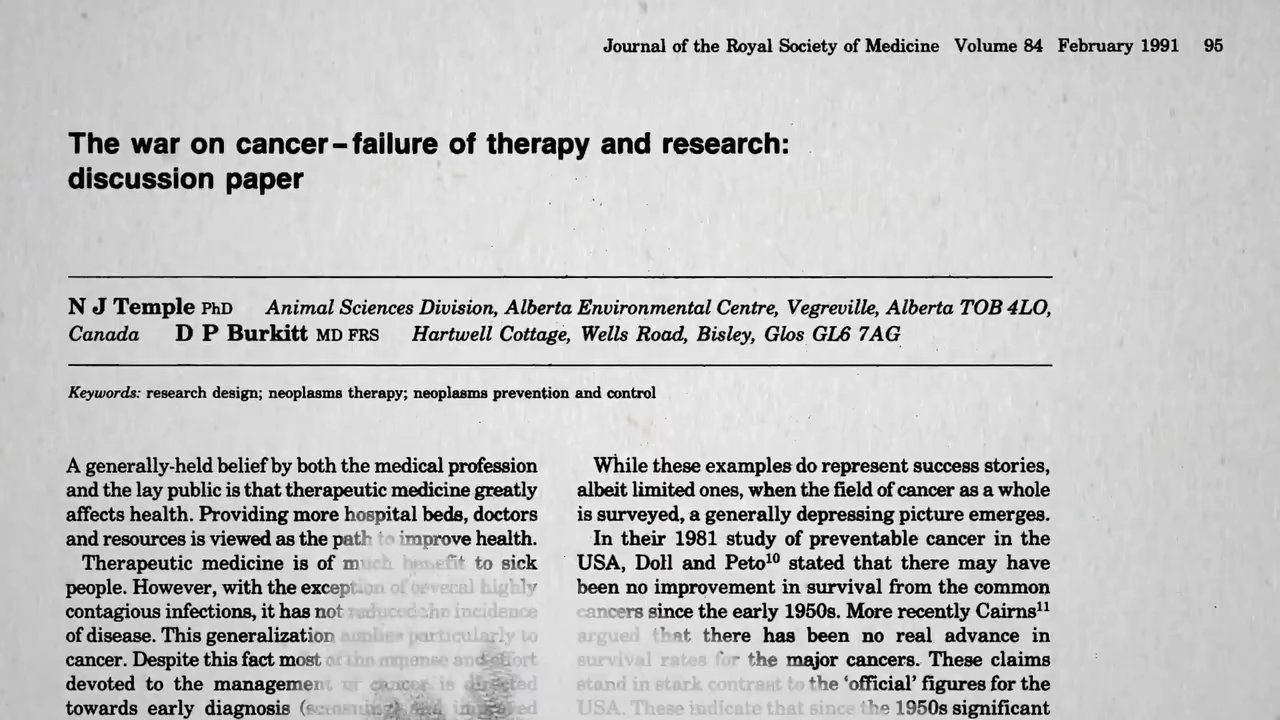 Journal of the Royal Society of Medicine Volume 84 February 1991 95
The war on cancer – failure of therapy and research:
discussion paper
N J Temple PhD Animal Sciences Division, Alberta Environmental Centre, Vegreville, Alberta TOB 4LO,
Canada D P Burkitt MD FRS Hartwell Cottage, Wells Road, Bisley, Glos GL6 7AG
Keywords: research design; neoplasms therapy; neoplasms prevention and control
A generally-held belief by both the medical profession
and the lay public is that therapeutic medicine greatly
affects health. Providing more hospital beds, doctors
and resources is viewed as the path to improve health.
Therapeutic medicine is of much benefit to sick
people. However, with the exception of several highly
contagious infections, it has not reduced the incidence
of disease. This generalization applies particularly to
cancer. Despite this fact most of the expense and effort
devoted to the management of cancer is directed
towards early diagnosis (screening) and improved
While these examples do represent success stories,
albeit limited ones, when the field of cancer as a whole
is surveyed, a generally depressing picture emerges.
In their 1981 study of preventable cancer in the
USA, Doll and Peto10 stated that there may have
been no improvement in survival from the common
cancers since the early 1950s. More recently Cairns11
argued that there has been no real advance in
survival rates for the major cancers. These claims
stand in stark contrast to the 'official' figures for the
USA. These indicate that since the 1950s significant